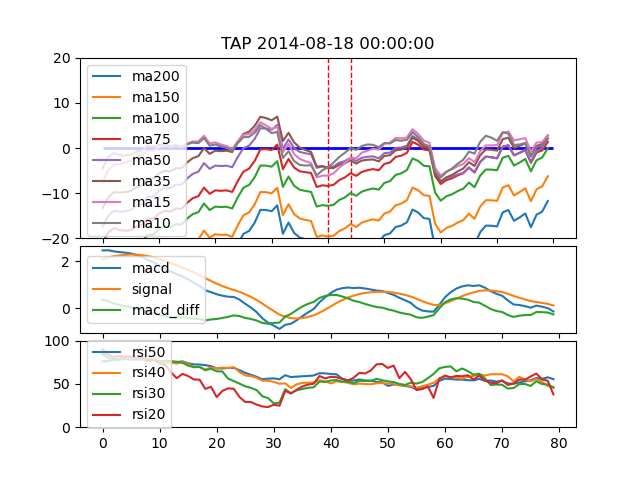 TAP 2014-08-18 00:00:00
20
10
0
−10
−20
ma200
ma150
ma100
ma75
ma50
ma35
ma15
ma10
2
0
macd
signal
macd_diff
100
50
0
rsi50
rsi40
rsi30
rsi20
0 10 20 30 40 50 60 70 80